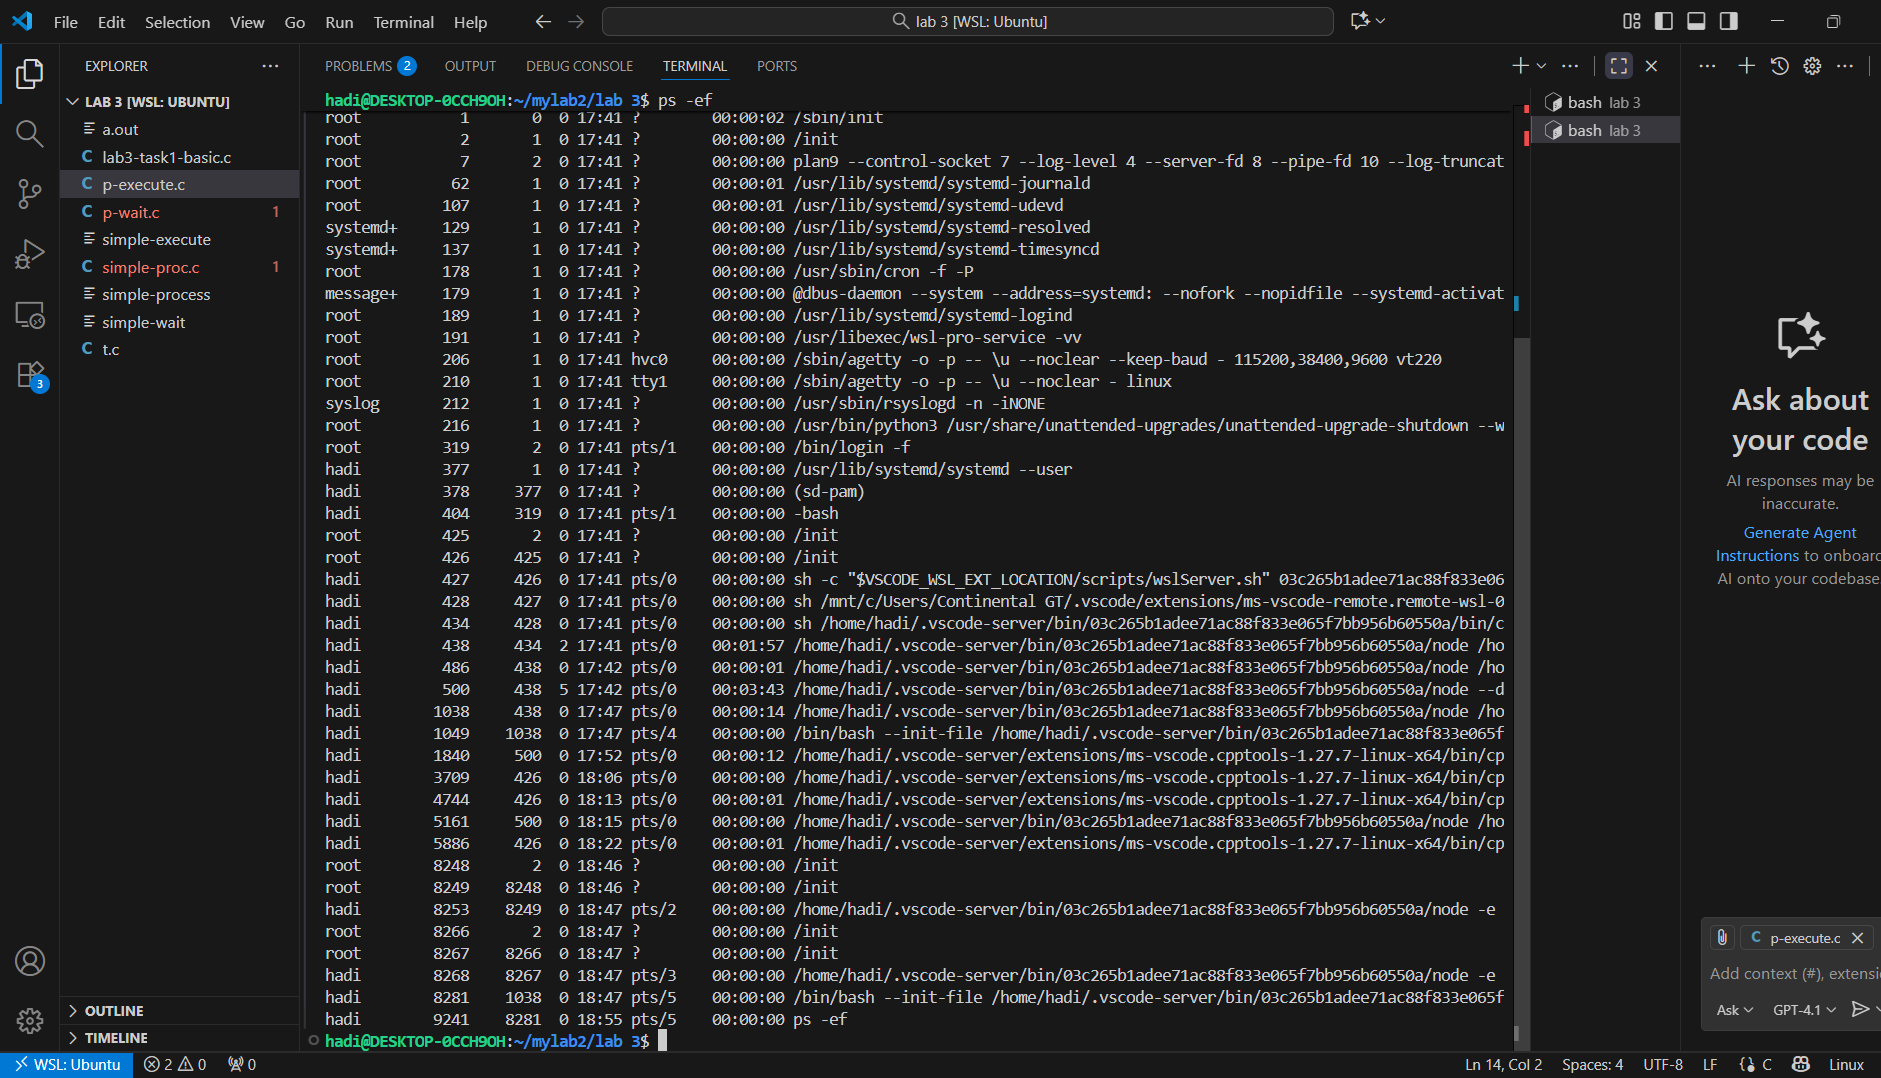 File Edit Selection View Go Run Terminal Help
lab 3 [WSL: Ubuntu]
EXPLORER
LAB 3 [WSL: UBUNTU]
a.out
C lab3-task1-basic.c
C p-execute.c
C p-wait.c 1
simple-execute
C simple-proc.c 1
simple-process
simple-wait
C t.c
3
OUTLINE
TIMELINE
PROBLEMS 2 OUTPUT DEBUG CONSOLE TERMINAL PORTS
hadi@DESKTOP-0CCH9OH:~/mylab2/lab 3$ ps -ef
root 1 0 0 17:41 ? 00:00:02 /sbin/init
root 2 1 0 17:41 ? 00:00:00 /init
root 7 2 0 17:41 ? 00:00:00 plan9 --control-socket 7 --log-level 4 --server-fd 8 --pipe-fd 10 --log-truncat
root 62 1 0 17:41 ? 00:00:01 /usr/lib/systemd/systemd-journald
root 107 1 0 17:41 ? 00:00:01 /usr/lib/systemd/systemd-udevd
systemd+ 129 1 0 17:41 ? 00:00:00 /usr/lib/systemd/systemd-resolved
systemd+ 137 1 0 17:41 ? 00:00:00 /usr/lib/systemd/systemd-timesyncd
root 178 1 0 17:41 ? 00:00:00 /usr/sbin/cron -f -P
message+ 179 1 0 17:41 ? 00:00:00 @dbus-daemon --system --address=systemd: --nofork --nopidfile --systemd-activat
root 189 1 0 17:41 ? 00:00:00 /usr/lib/systemd/systemd-logind
root 191 1 0 17:41 ? 00:00:00 /usr/libexec/wsl-pro-service -vv
root 206 1 0 17:41 hvc0 00:00:00 /sbin/agetty -o -p -- \u --noclear --keep-baud - 115200,38400,9600 vt220
root 210 1 0 17:41 tty1 00:00:00 /sbin/agetty -o -p -- \u --noclear - linux
syslog 212 1 0 17:41 ? 00:00:00 /usr/sbin/rsyslogd -n -iNONE
root 216 1 0 17:41 ? 00:00:00 /usr/bin/python3 /usr/share/unattended-upgrades/unattended-upgrade-shutdown --w
root 319 2 0 17:41 pts/1 00:00:00 /bin/login -f
hadi 377 1 0 17:41 ? 00:00:00 /usr/lib/systemd/systemd --user
hadi 378 377 0 17:41 ? 00:00:00 (sd-pam)
hadi 404 319 0 17:41 pts/1 00:00:00 -bash
root 425 2 0 17:41 ? 00:00:00 /init
root 426 425 0 17:41 ? 00:00:00 /init
hadi 427 426 0 17:41 pts/0 00:00:00 sh -c "$VSCODE_WSL_EXT_LOCATION/scripts/wslServer.sh" 03c265b1adee71ac88f833e06
hadi 428 427 0 17:41 pts/0 00:00:00 sh /mnt/c/Users/Continental GT/.vscode/extensions/ms-vscode-remote.remote-wsl-0
hadi 434 428 0 17:41 pts/0 00:00:00 sh /home/hadi/.vscode-server/bin/03c265b1adee71ac88f833e065f7bb956b60550a/bin/c
hadi 438 434 2 17:41 pts/0 00:01:57 /home/hadi/.vscode-server/bin/03c265b1adee71ac88f833e065f7bb956b60550a/node /ho
hadi 486 438 0 17:42 pts/0 00:00:01 /home/hadi/.vscode-server/bin/03c265b1adee71ac88f833e065f7bb956b60550a/node /ho
hadi 500 438 5 17:42 pts/0 00:03:43 /home/hadi/.vscode-server/bin/03c265b1adee71ac88f833e065f7bb956b60550a/node --d
hadi 1038 438 0 17:47 pts/0 00:00:14 /home/hadi/.vscode-server/bin/03c265b1adee71ac88f833e065f7bb956b60550a/node /ho
hadi 1049 1038 0 17:47 pts/4 00:00:00 /bin/bash --init-file /home/hadi/.vscode-server/bin/03c265b1adee71ac88f833e065f
hadi 1840 500 0 17:52 pts/0 00:00:12 /home/hadi/.vscode-server/extensions/ms-vscode.cpptools-1.27.7-linux-x64/bin/cp
hadi 3709 426 0 18:06 pts/0 00:00:00 /home/hadi/.vscode-server/extensions/ms-vscode.cpptools-1.27.7-linux-x64/bin/cp
hadi 4744 426 0 18:13 pts/0 00:00:01 /home/hadi/.vscode-server/extensions/ms-vscode.cpptools-1.27.7-linux-x64/bin/cp
hadi 5161 500 0 18:15 pts/0 00:00:00 /home/hadi/.vscode-server/bin/03c265b1adee71ac88f833e065f7bb956b60550a/node /ho
hadi 5886 426 0 18:22 pts/0 00:00:01 /home/hadi/.vscode-server/extensions/ms-vscode.cpptools-1.27.7-linux-x64/bin/cp
root 8248 2 0 18:46 ? 00:00:00 /init
root 8249 8248 0 18:46 ? 00:00:00 /init
hadi 8253 8249 0 18:47 pts/2 00:00:00 /home/hadi/.vscode-server/bin/03c265b1adee71ac88f833e065f7bb956b60550a/node -e
root 8266 2 0 18:47 ? 00:00:00 /init
root 8267 8266 0 18:47 ? 00:00:00 /init
hadi 8268 8267 0 18:47 pts/3 00:00:00 /home/hadi/.vscode-server/bin/03c265b1adee71ac88f833e065f7bb956b60550a/node -e
hadi 8281 1038 0 18:47 pts/5 00:00:00 /bin/bash --init-file /home/hadi/.vscode-server/bin/03c265b1adee71ac88f833e065f
hadi 9241 8281 0 18:55 pts/5 00:00:00 ps -ef
hadi@DESKTOP-0CCH9OH:~/mylab2/lab 3$
bash lab 3
bash lab 3
Ask about
your code
AI responses may be
inaccurate.
Generate Agent
Instructions to onboard
AI onto your codebase
C p-execute.c
Add context (#), extensi
Ask GPT-4.1
WSL: Ubuntu 2 0 0 Ln 14, Col 2 Spaces: 4 UTF-8 LF {} C Linux